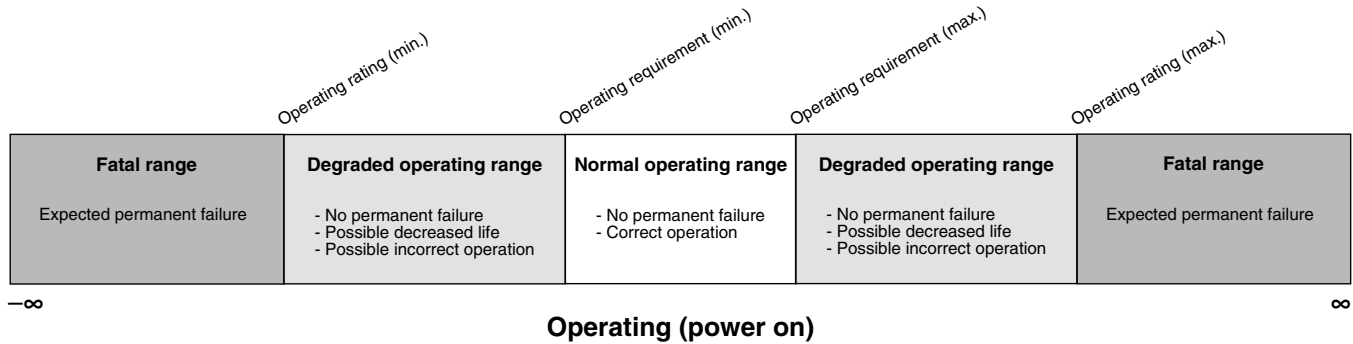 Operating rating (min.)
Operating requirement (min.)
Operating requirement (max.)
Operating rating (max.)
Fatal range
Expected permanent failure
Degraded operating range
- No permanent failure
- Possible decreased life
- Possible incorrect operation
Normal operating range
- No permanent failure
- Correct operation
Degraded operating range
- No permanent failure
- Possible decreased life
- Possible incorrect operation
Fatal range
Expected permanent failure
–∞
∞
Operating (power on)